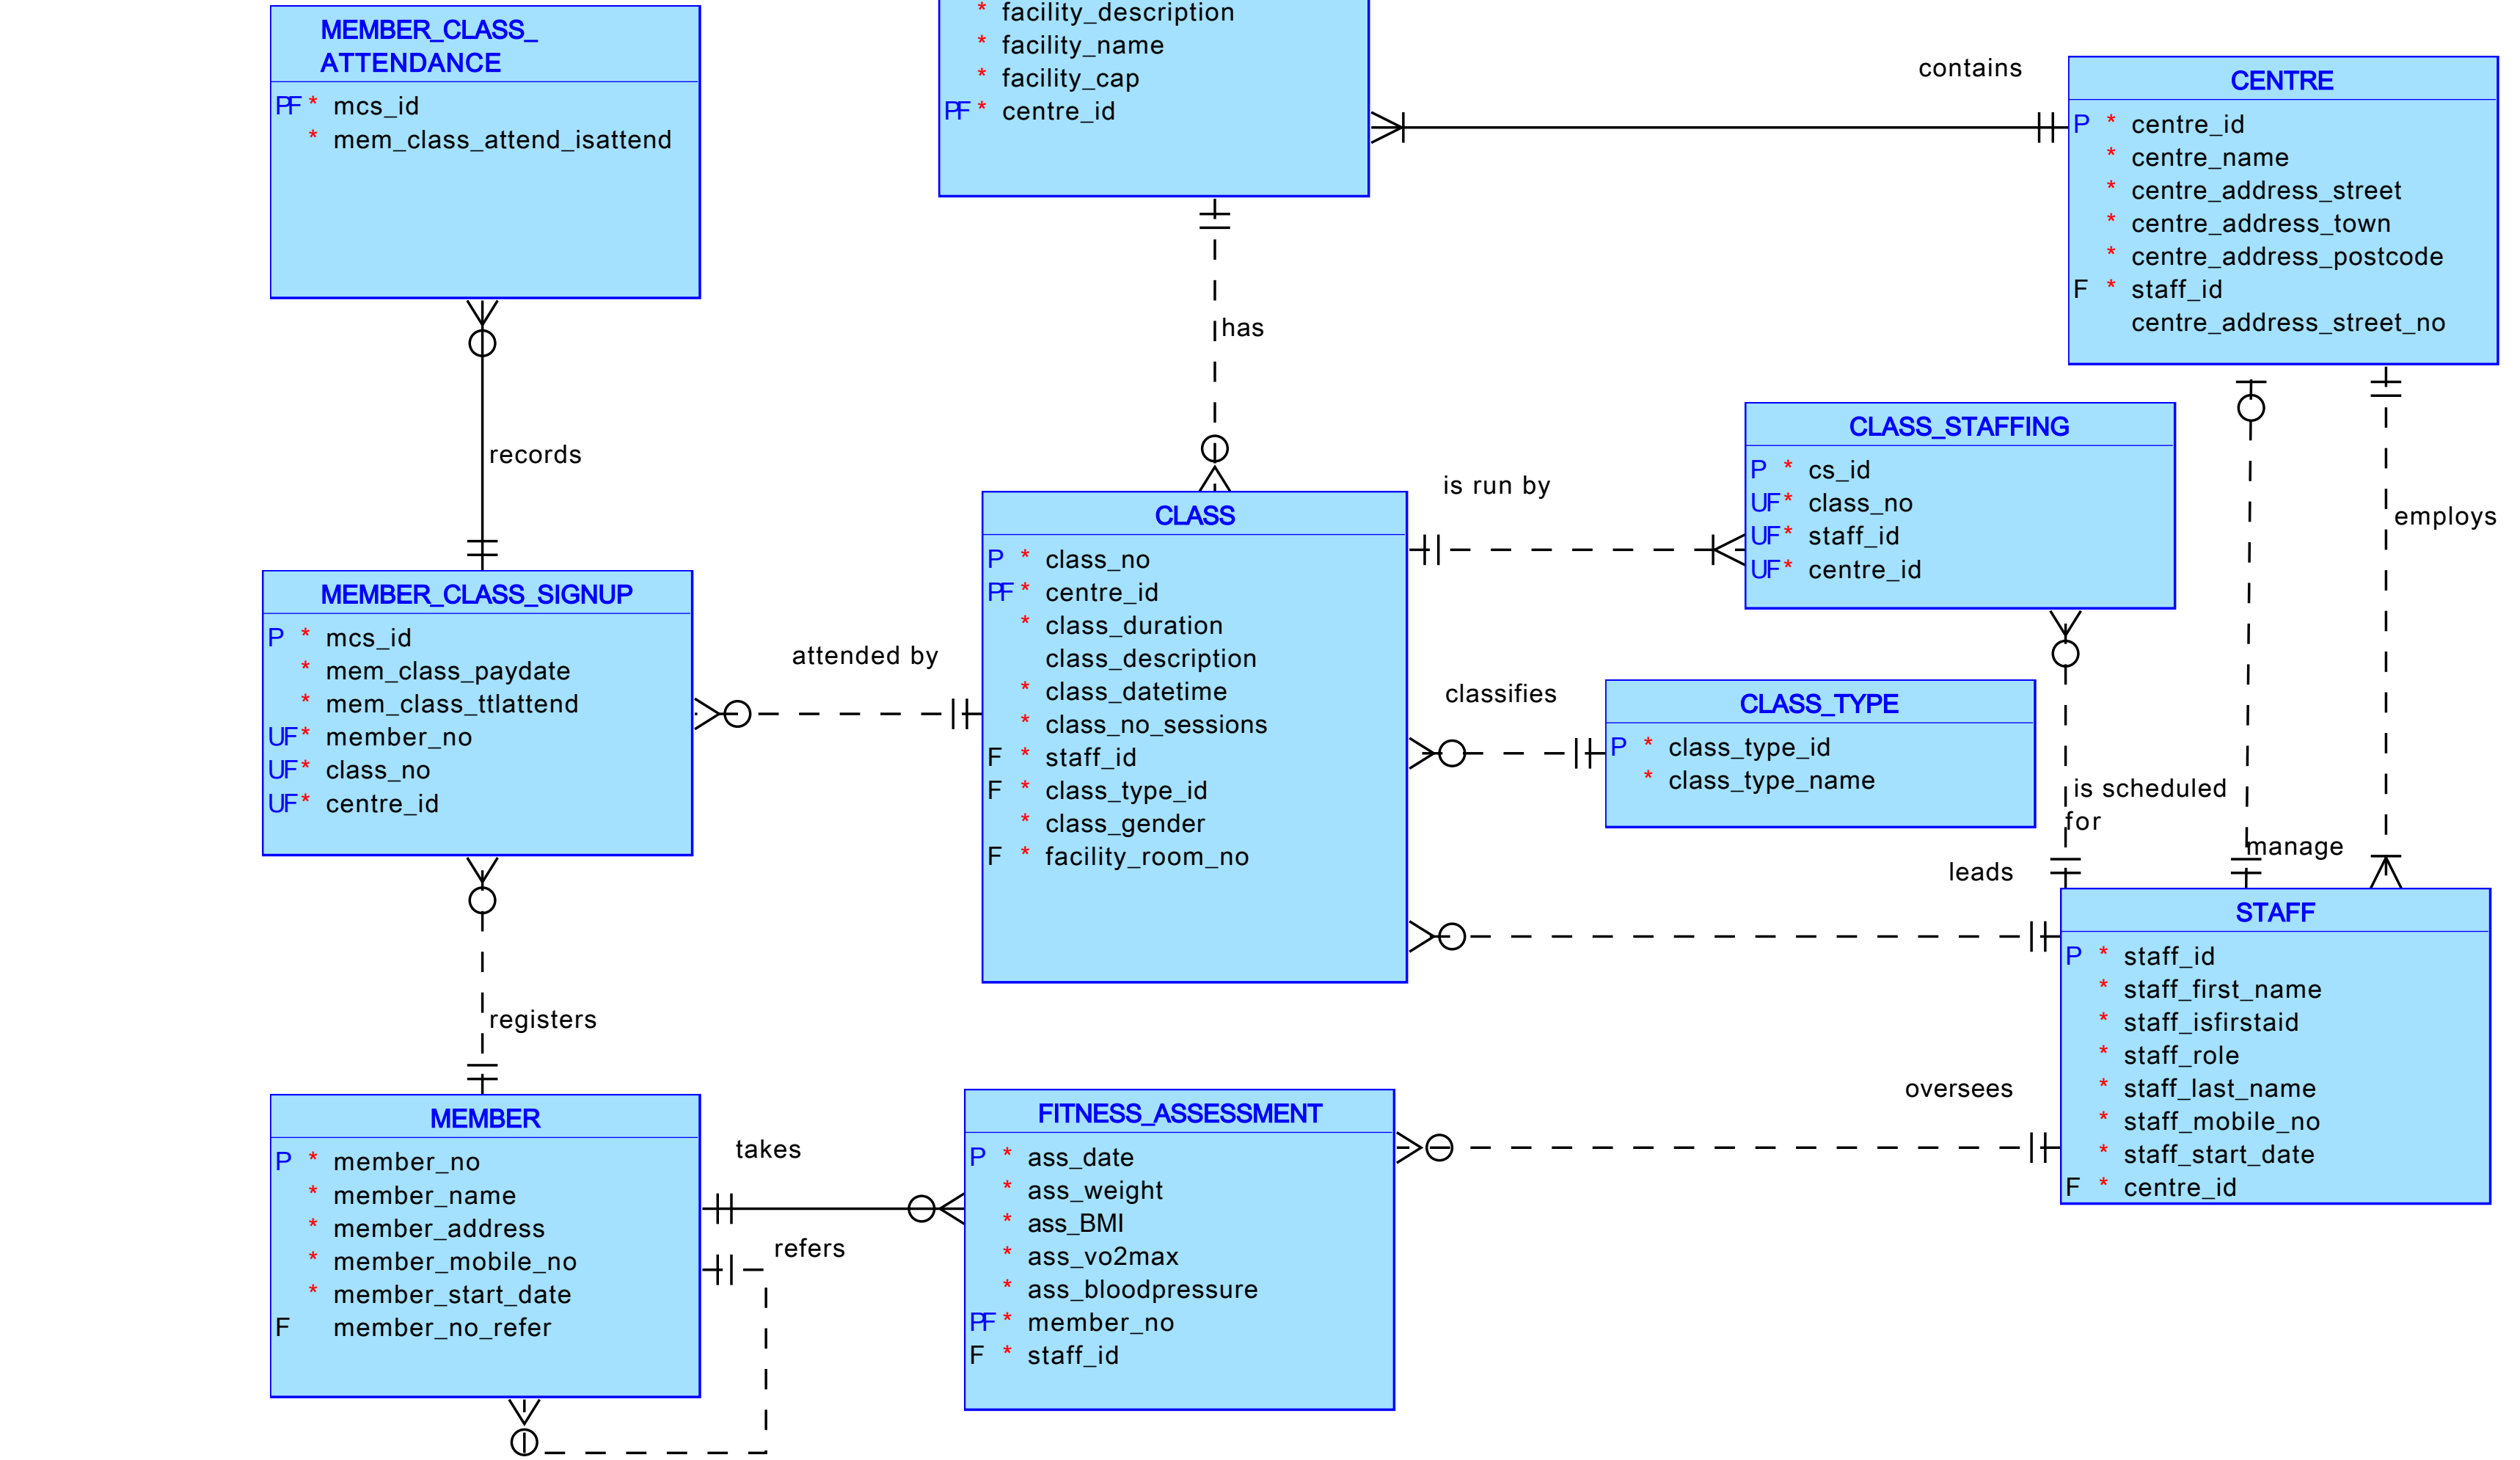 MEMBER_CLASS_
ATTENDANCE
PF * mcs_id
* mem_class_attend_isattend
* facility_description
* facility_name
* facility_cap
PF * centre_id
contains
CENTRE
P * centre_id
* centre_name
* centre_address_street
* centre_address_town
* centre_address_postcode
F * staff_id
centre_address_street_no
has
records
CLASS_STAFFING
P * cs_id
UF * class_no
UF * staff_id
UF * centre_id
is run by
employs
CLASS
P * class_no
PF * centre_id
* class_duration
class_description
* class_datetime
* class_no_sessions
F * staff_id
F * class_type_id
* class_gender
F * facility_room_no
MEMBER_CLASS_SIGNUP
P * mcs_id
* mem_class_paydate
* mem_class_ttlattend
UF * member_no
UF * class_no
UF * centre_id
attended by
classifies
CLASS_TYPE
P * class_type_id
* class_type_name
is scheduled
for
manage
leads
STAFF
P * staff_id
* staff_first_name
* staff_isfirstaid
* staff_role
* staff_last_name
* staff_mobile_no
* staff_start_date
F * centre_id
registers
oversees
MEMBER
P * member_no
* member_name
* member_address
* member_mobile_no
* member_start_date
F member_no_refer
takes
refers
FITNESS_ASSESSMENT
P * ass_date
* ass_weight
* ass_BMI
* ass_vo2max
* ass_bloodpressure
PF * member_no
F * staff_id